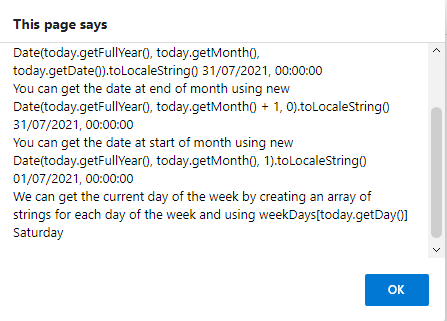 This page says
Date(today.getFullYear(), today.getMonth(),
today.getDate()).toLocaleString() 31/07/2021, 00:00:00
You can get the date at end of month using new
Date(today.getFullYear(), today.getMonth() + 1, 0).toLocaleString()
31/07/2021, 00:00:00
You can get the date at start of month using new
Date(today.getFullYear(), today.getMonth(), 1).toLocaleString()
01/07/2021, 00:00:00
We can get the current day of the week by creating an array of
strings for each day of the week and using weekDays[today.getDay()]
Saturday
OK